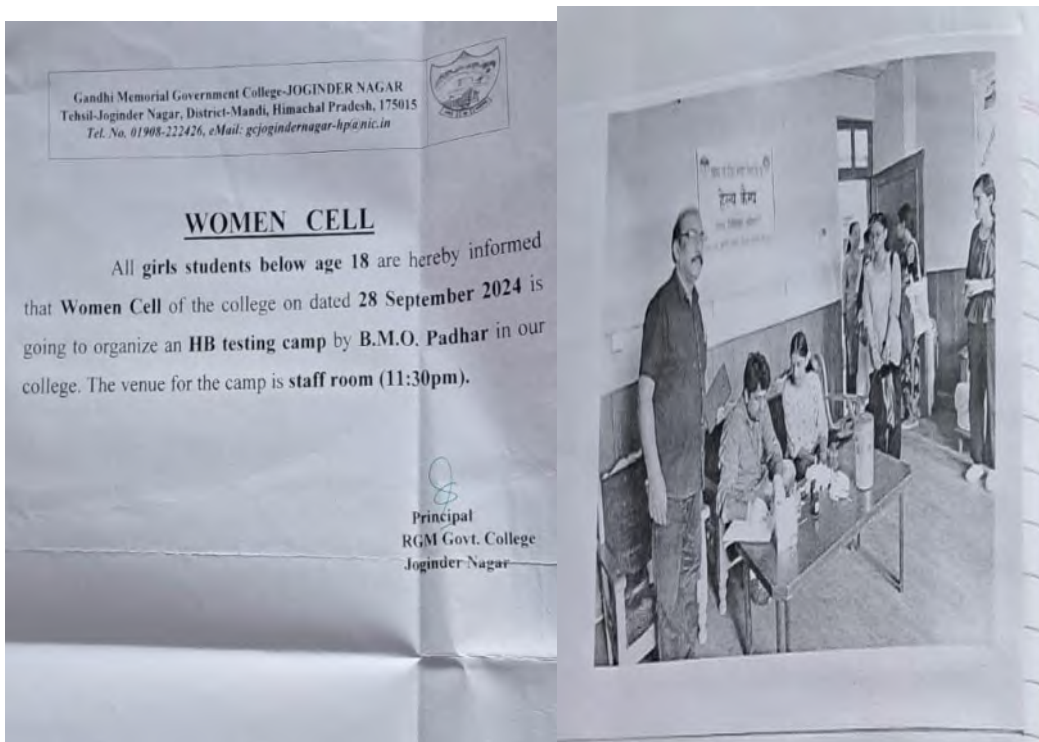 Gandhi Memorial Government College-JOGINDER NAGAR
Tehsil-Joginder Nagar, District-Mandi, Himachal Pradesh, 175015
Tel. No. 01908-222426, eMail: gcjogindernagar-hp@nic.in
WOMEN CELL
All girls students below age 18 are hereby informed
that Women Cell of the college on dated 28 September 2024 is
going to organize an HB testing camp by B.M.O. Padhar in our
college. The venue for the camp is staff room (11:30pm).
Principal
RGM Govt. College
Joginder Nagar
हेल्थ कैम्प